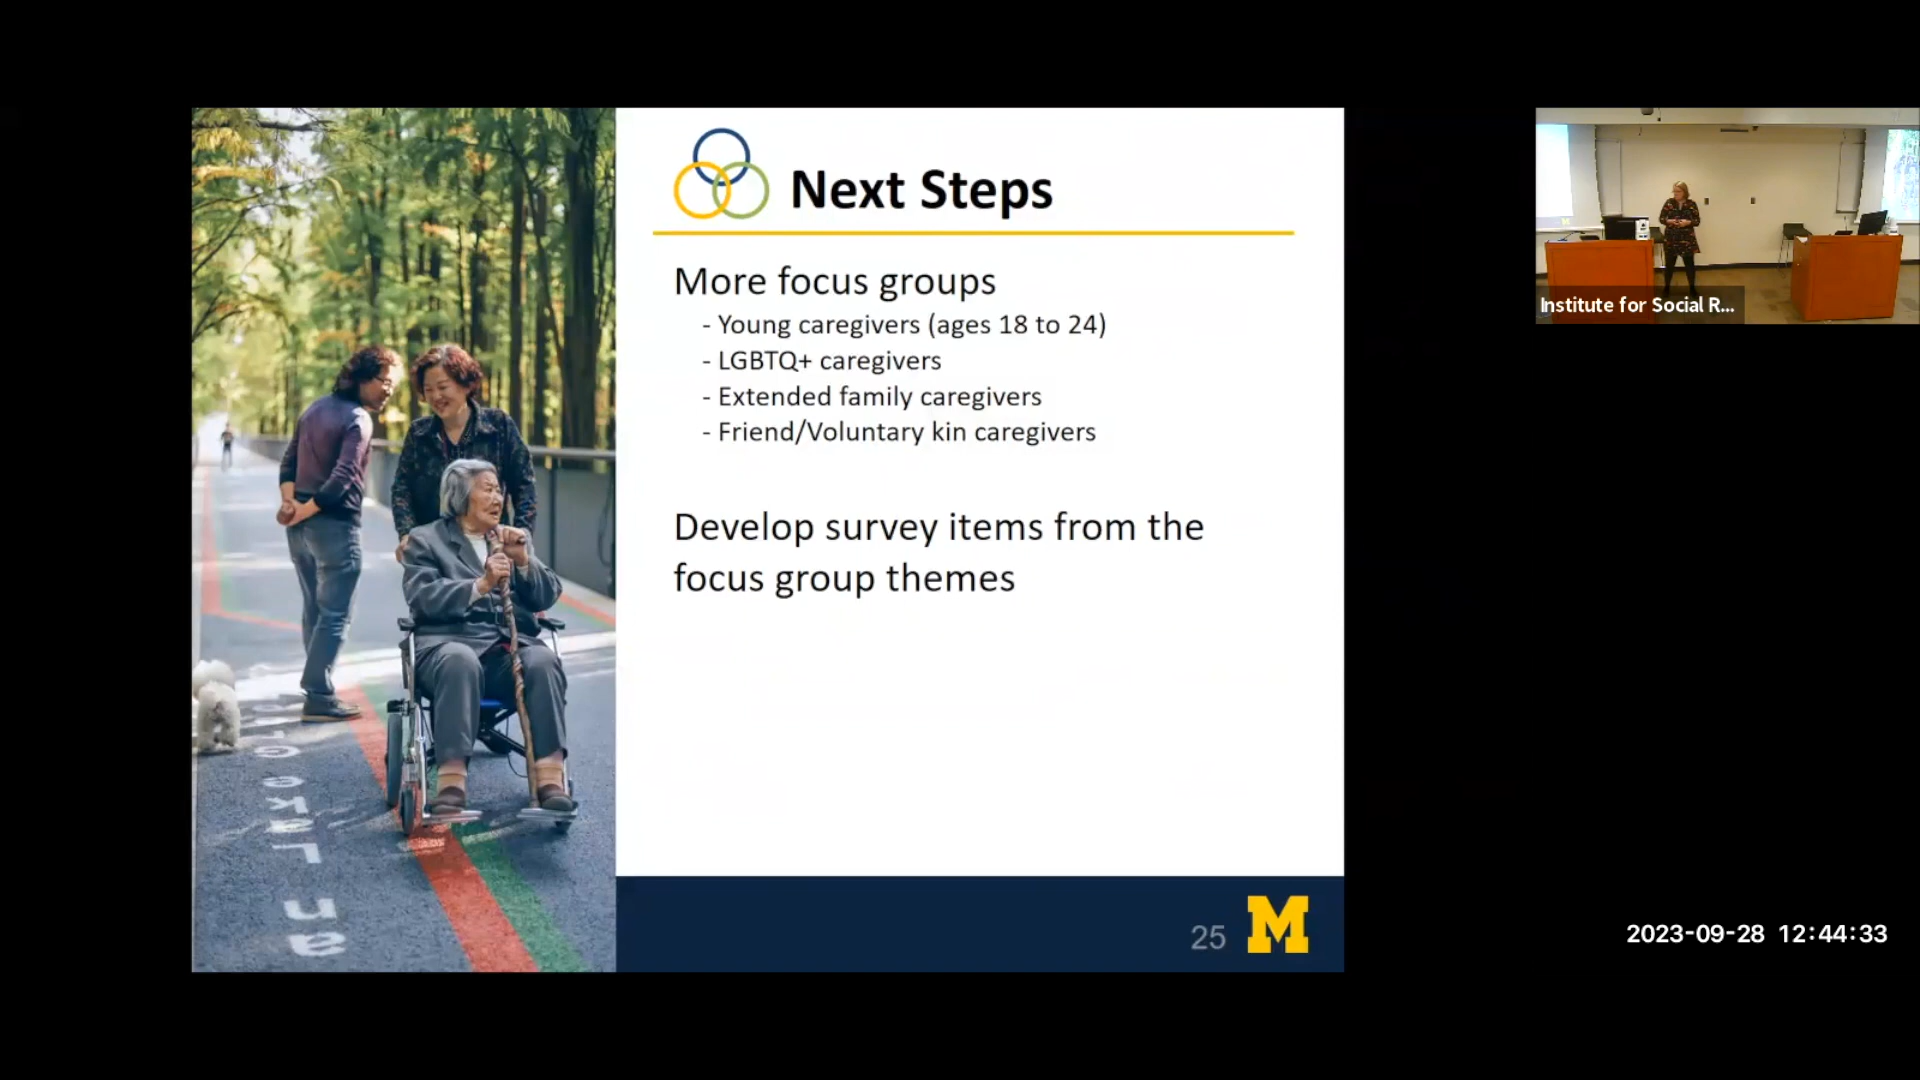 Next Steps
More focus groups
- Young caregivers (ages 18 to 24)
- LGBTQ+ caregivers
- Extended family caregivers
- Friend/Voluntary kin caregivers
Develop survey items from the
focus group themes
25
M
Institute for Social R...
2023-09-28 12:44:33